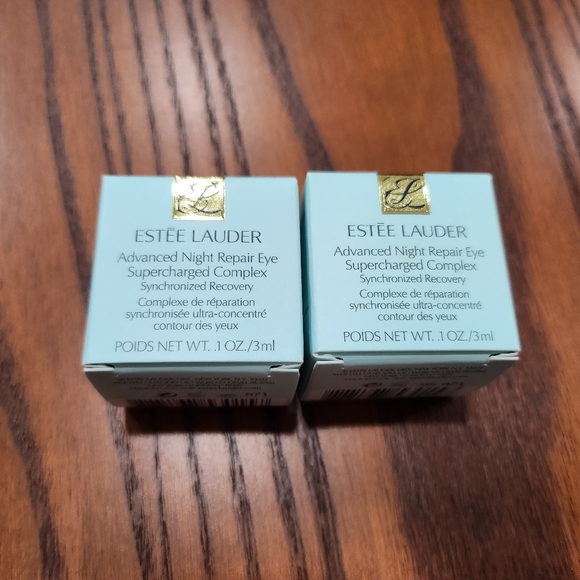 ESTĒE LAUDER
Advanced Night Repair Eye
Supercharged Complex
Synchronized Recovery
Complexe de réparation
synchronisée ultra-concentré
contour des yeux
POIDS NET WT. .1 OZ./3ml
ESTĒE LAUDER
Advanced Night Repair Eye
Supercharged Complex
Synchronized Recovery
Complexe de réparation
synchronisée ultra-concentré
contour des yeux
POIDS NET WT. .1 OZ./3ml